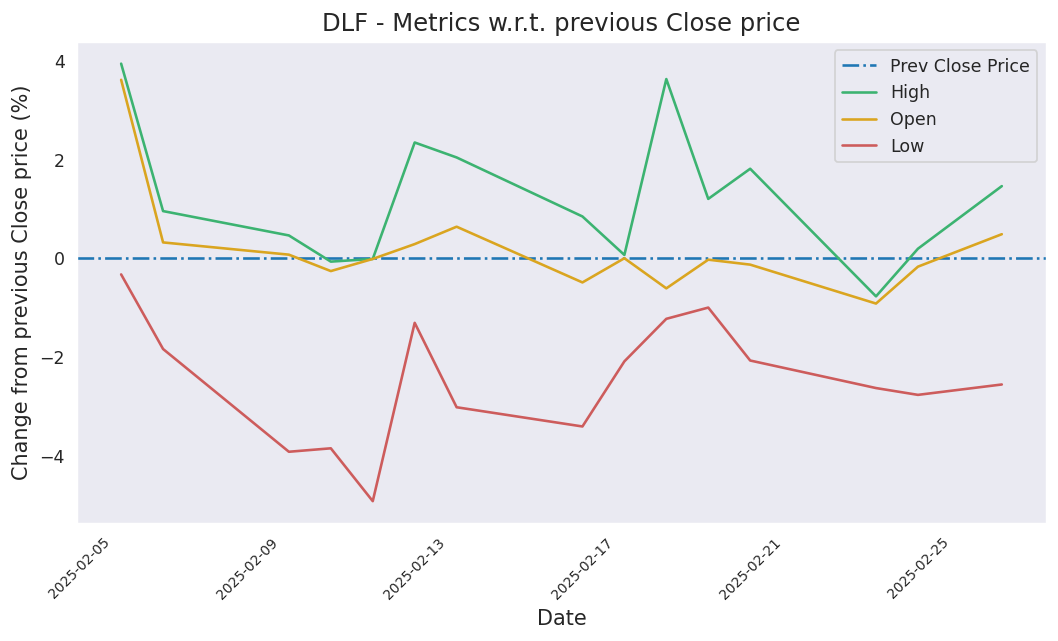 DLF - Metrics w.r.t. previous Close price
Prev Close Price
High
Open
Low
Change from previous Close price (%)
4
2
0
−2
−4
2025-02-05
2025-02-09
2025-02-13
2025-02-17
2025-02-21
2025-02-25
Date